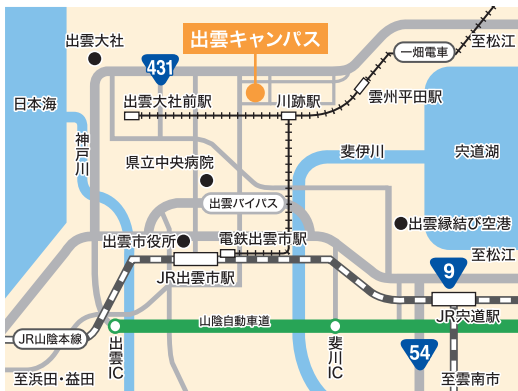 出雲キャンパス
出雲大社
一畑電車
至松江
431
日本海
出雲大社前駅
川跡駅
雲州平田駅
神戸川
県立中央病院
斐伊川
宍道湖
出雲バイパス
出雲縁結び空港
出雲市役所
電鉄出雲市駅
至松江
JR出雲市駅
9
JR宍道駅
山陰自動車道
JR山陰本線
出雲IC
斐川IC
54
至浜田・益田
至雲南市